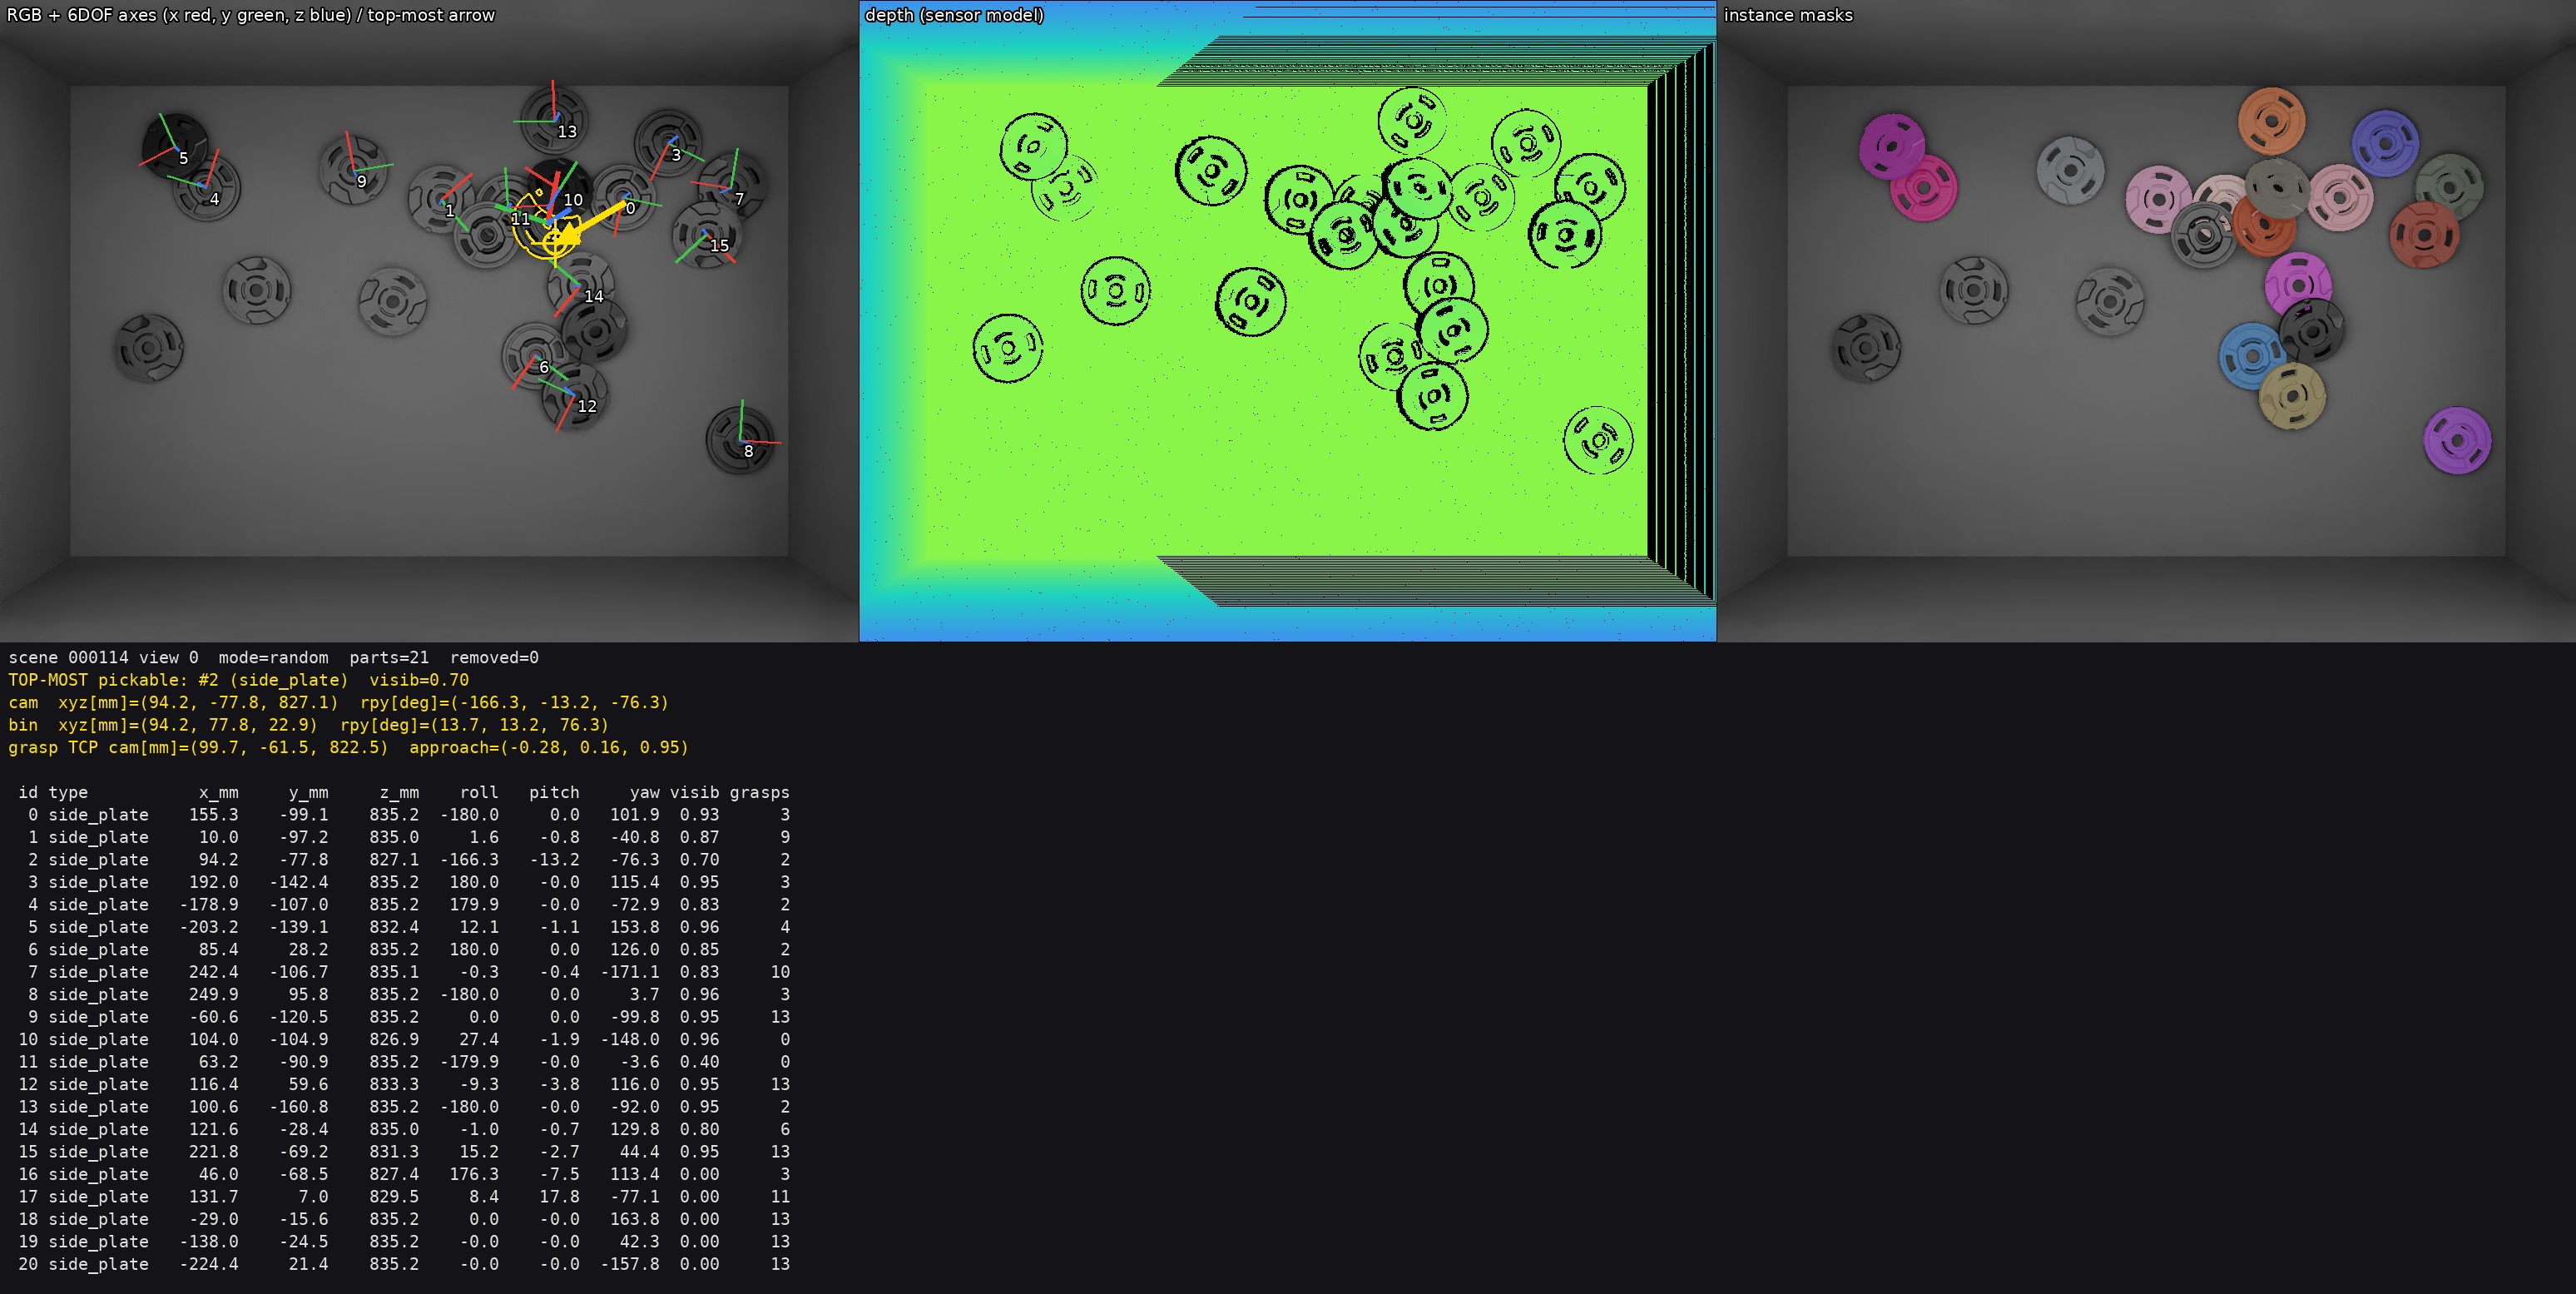 RGB + 6DOF axes (x red, y green, z blue) / top-most arrow
depth (sensor model)
instance masks
13
3
5
9
4
7
10
1
0
11
15
14
6
12
8
scene 000114 view 0 mode=random parts=21 removed=0
TOP-MOST pickable: #2 (side_plate) visib=0.70
cam xyz[mm]=(94.2, -77.8, 827.1) rpy[deg]=(-166.3, -13.2, -76.3)
bin xyz[mm]=(94.2, 77.8, 22.9) rpy[deg]=(13.7, 13.2, 76.3)
grasp TCP cam[mm]=(99.7, -61.5, 822.5) approach=(-0.28, 0.16, 0.95)
id type x_mm y_mm z_mm roll pitch yaw visib grasps
0 side_plate 155.3 -99.1 835.2 -180.0 0.0 101.9 0.93 3
1 side_plate 10.0 -97.2 835.0 1.6 -0.8 -40.8 0.87 9
2 side_plate 94.2 -77.8 827.1 -166.3 -13.2 -76.3 0.70 2
3 side_plate 192.0 -142.4 835.2 180.0 -0.0 115.4 0.95 3
4 side_plate -178.9 -107.0 835.2 179.9 -0.0 -72.9 0.83 2
5 side_plate -203.2 -139.1 832.4 12.1 -1.1 153.8 0.96 4
6 side_plate 85.4 28.2 835.2 180.0 0.0 126.0 0.85 2
7 side_plate 242.4 -106.7 835.1 -0.3 -0.4 -171.1 0.83 10
8 side_plate 249.9 95.8 835.2 -180.0 0.0 3.7 0.96 3
9 side_plate -60.6 -120.5 835.2 0.0 0.0 -99.8 0.95 13
10 side_plate 104.0 -104.9 826.9 27.4 -1.9 -148.0 0.96 0
11 side_plate 63.2 -90.9 835.2 -179.9 -0.0 -3.6 0.40 0
12 side_plate 116.4 59.6 833.3 -9.3 -3.8 116.0 0.95 13
13 side_plate 100.6 -160.8 835.2 -180.0 -0.0 -92.0 0.95 2
14 side_plate 121.6 -28.4 835.0 -1.0 -0.7 129.8 0.80 6
15 side_plate 221.8 -69.2 831.3 15.2 -2.7 44.4 0.95 13
16 side_plate 46.0 -68.5 827.4 176.3 -7.5 113.4 0.00 3
17 side_plate 131.7 7.0 829.5 8.4 17.8 -77.1 0.00 11
18 side_plate -29.0 -15.6 835.2 0.0 -0.0 163.8 0.00 13
19 side_plate -138.0 -24.5 835.2 -0.0 -0.0 42.3 0.00 13
20 side_plate -224.4 21.4 835.2 -0.0 -0.0 -157.8 0.00 13